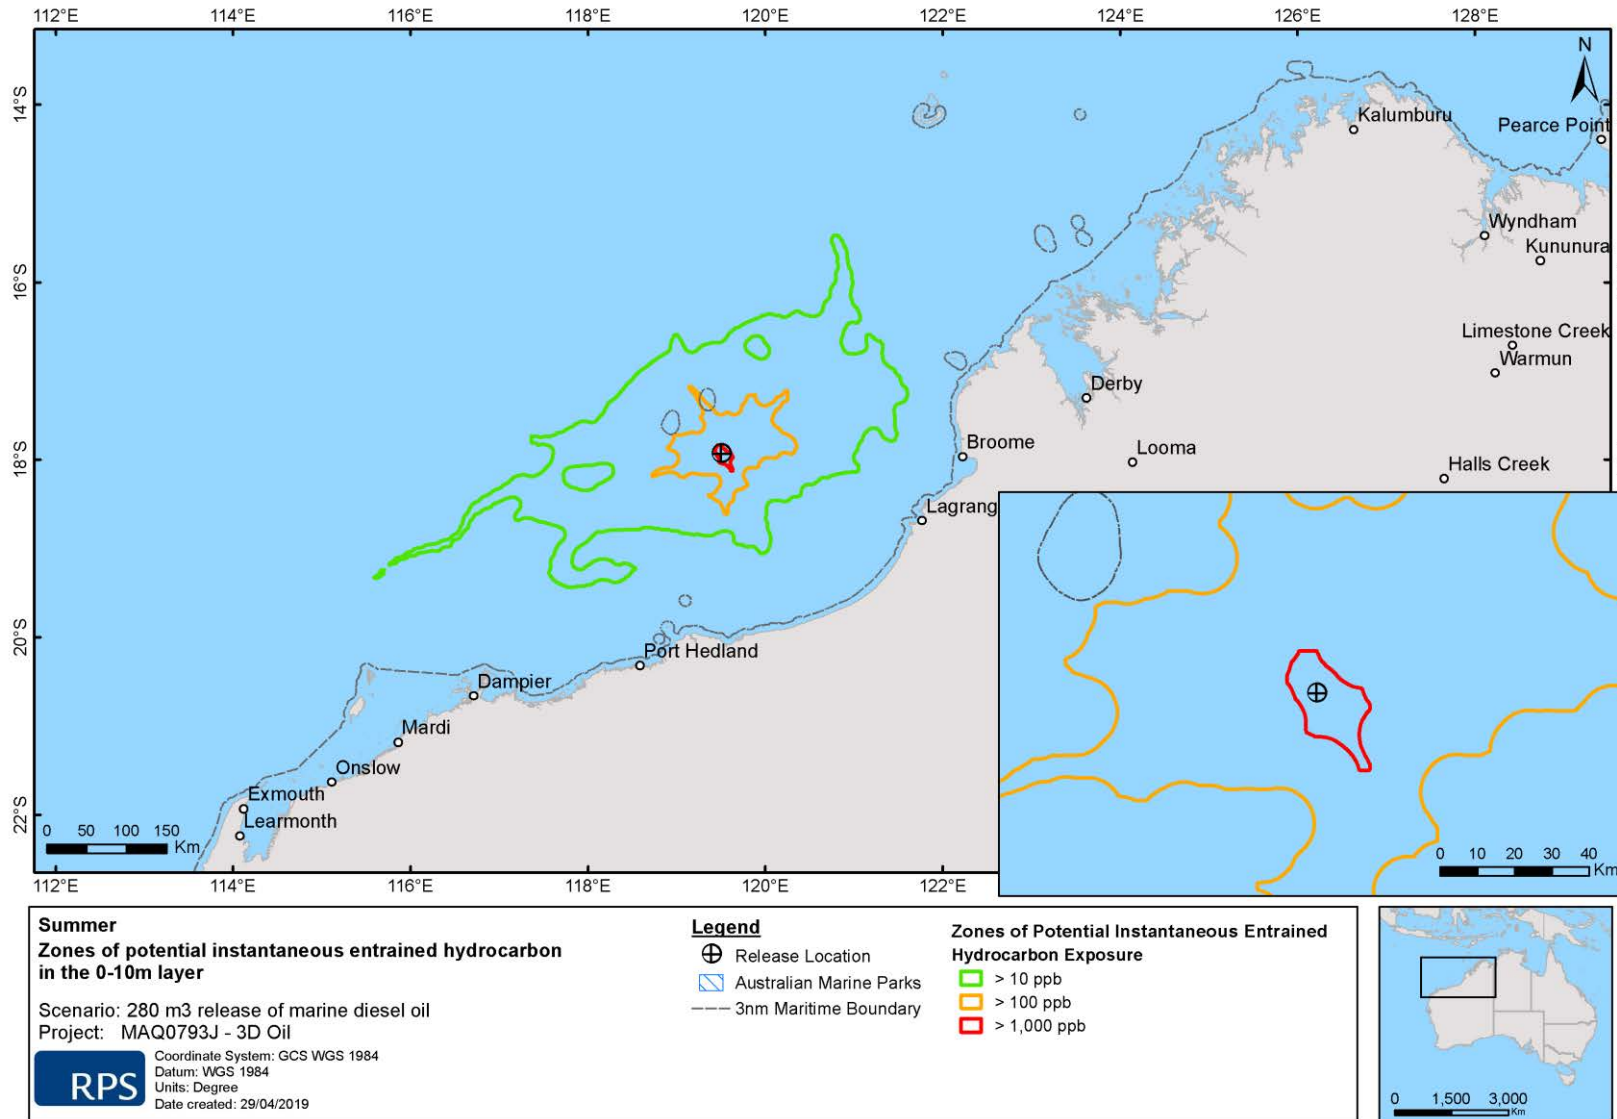 112°E 114°E 116°E 118°E 120°E 122°E 124°E 126°E 128°E
N
14°S
16°S
18°S
20°S
22°S
Kalumburu
Pearce Point
Wyndham
Kununura
Limestone Creek
Warmun
Derby
Broome
Looma
Halls Creek
Lagrang
Port Hedland
Dampier
Mardi
Onslow
Exmouth
Learmonth
0 50 100 150
Km
0 10 20 30 40
Km
112°E 114°E 116°E 118°E 120°E 122°E
Summer
Zones of potential instantaneous entrained hydrocarbon
in the 0-10m layer
Scenario: 280 m3 release of marine diesel oil
Project: MAQ0793J - 3D Oil
RPS
Coordinate System: GCS WGS 1984
Datum: WGS 1984
Units: Degree
Date created: 29/04/2019
Legend
Release Location
Australian Marine Parks
3nm Maritime Boundary
Zones of Potential Instantaneous Entrained
Hydrocarbon Exposure
> 10 ppb
> 100 ppb
> 1,000 ppb
0 1,500 3,000
Km